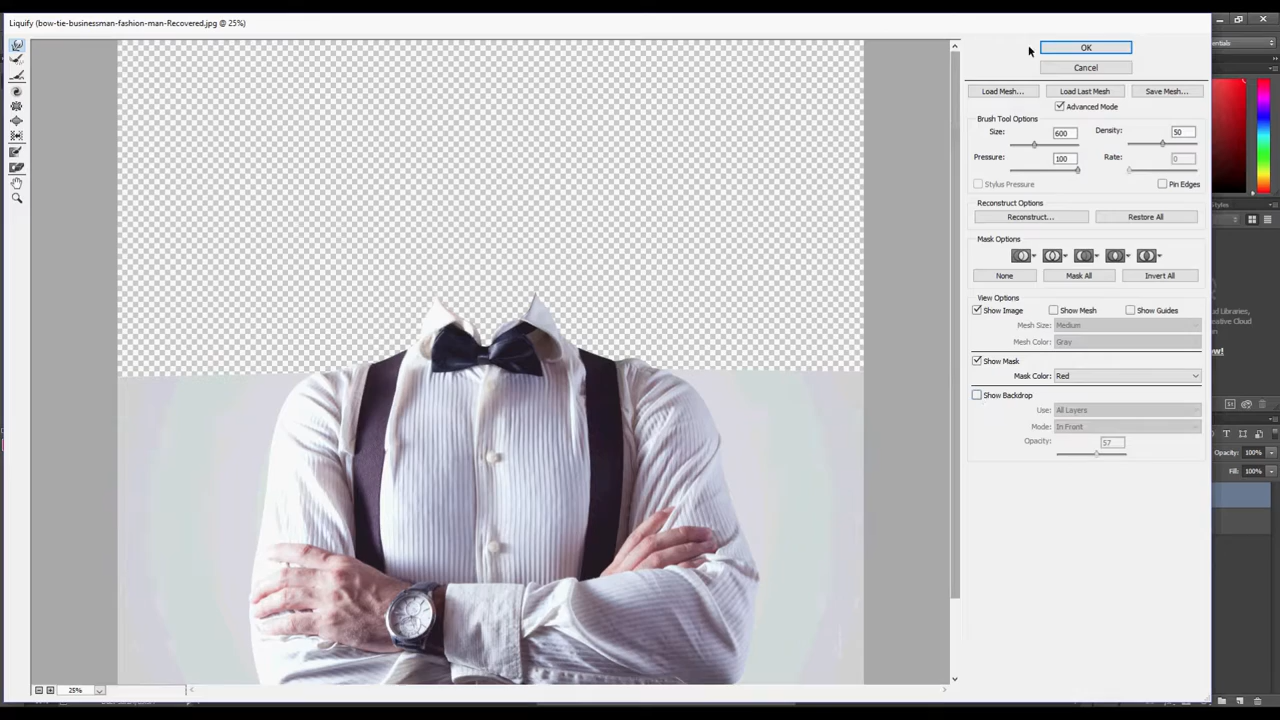 Liquify (bow-tie-businessman-fashion-man-Recovered.jpg @ 25%)
OK
Cancel
Load Mesh... Load Last Mesh Save Mesh...
Advanced Mode
Brush Tool Options
Size: 600 Density: 50
Pressure: 100 Rate: 0
Stylus Pressure Pin Edges
Reconstruct Options
Reconstruct... Restore All
Mask Options
None Mask All Invert All
View Options
Show Image Show Mesh Show Guides
Mesh Size: Medium
Mesh Color: Gray
Show Mask
Mask Color: Red
Show Backdrop
Use: All Layers
Mode: In Front
Opacity: 57
25%
entials
Styles
d Libraries,
Creative Cloud
ow!
Opacity: 100%
Fill: 100%